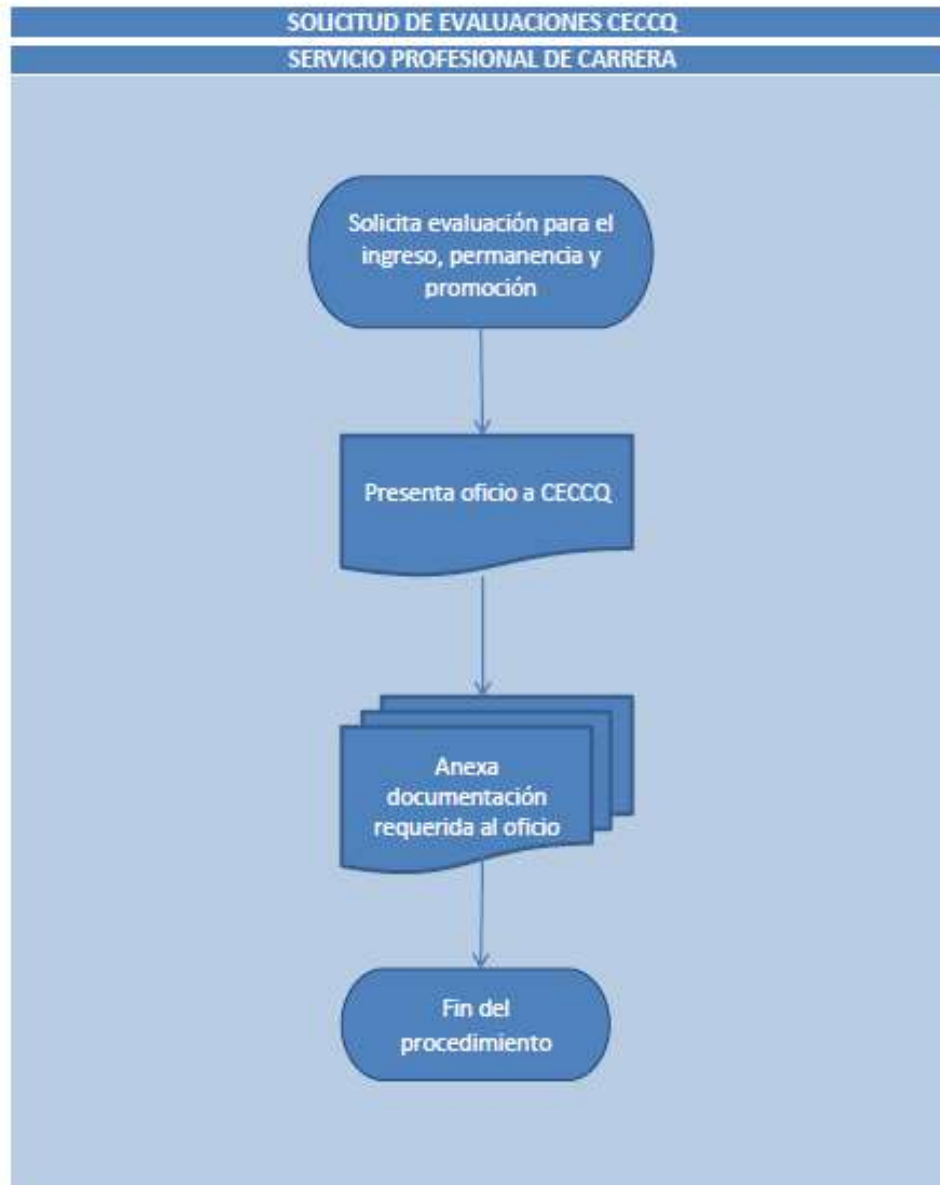 SOLICITUD DE EVALUACIONES CECCQ
SERVICIO PROFESIONAL DE CARRERA
Solicita evaluación para el
ingreso, permanencia y
promoción
Presenta oficio a CECCQ
Anexa
documentación
requerida al oficio
Fin del
procedimiento